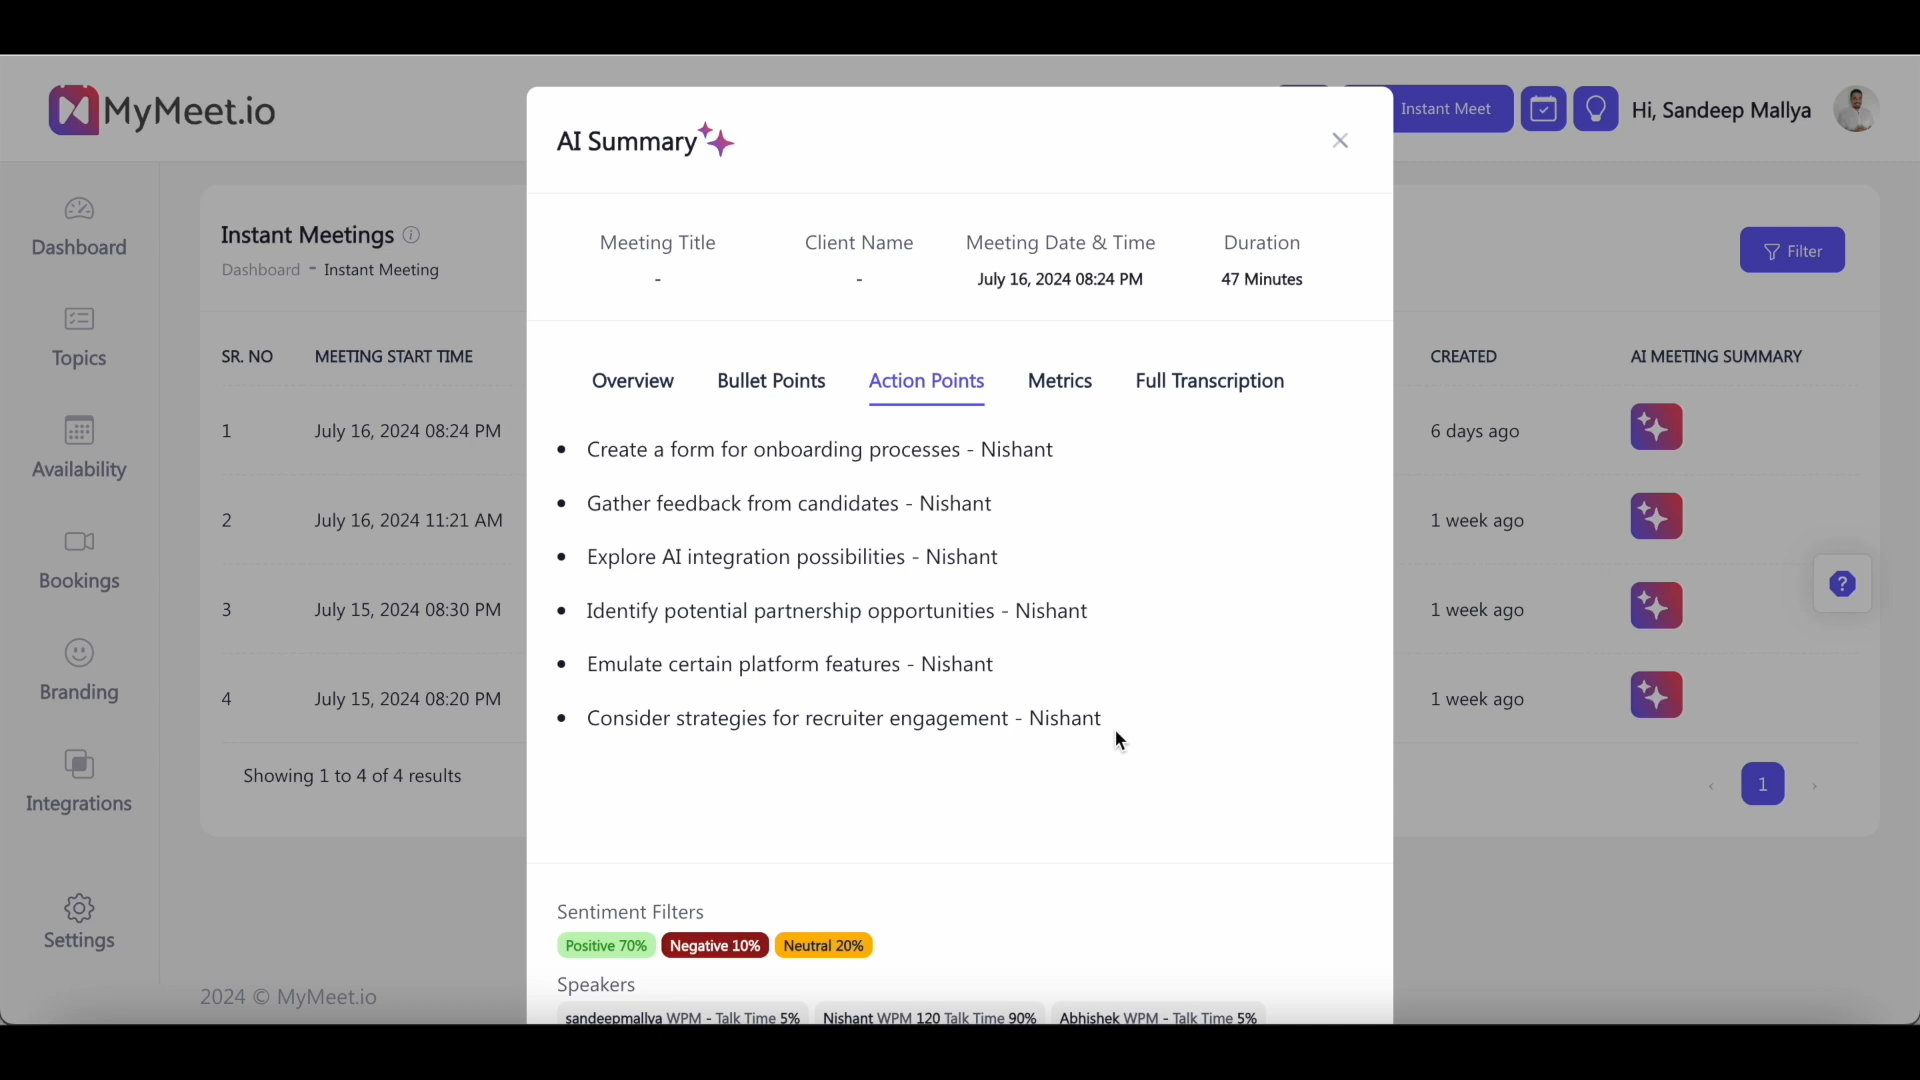 MyMeet.io
Instant Meet
Hi, Sandeep Mallya
Dashboard
Topics
Availability
Bookings
Branding
Integrations
Settings
Instant Meetings
Dashboard - Instant Meeting
Filter
SR. NO MEETING START TIME CREATED AI MEETING SUMMARY
1 July 16, 2024 08:24 PM 6 days ago
2 July 16, 2024 11:21 AM 1 week ago
3 July 15, 2024 08:30 PM 1 week ago
4 July 15, 2024 08:20 PM 1 week ago
Showing 1 to 4 of 4 results
‹ 1 ›
2024 © MyMeet.io
?
AI Summary
Meeting Title Client Name Meeting Date & Time Duration
- - July 16, 2024 08:24 PM 47 Minutes
Overview Bullet Points Action Points Metrics Full Transcription
• Create a form for onboarding processes - Nishant
• Gather feedback from candidates - Nishant
• Explore AI integration possibilities - Nishant
• Identify potential partnership opportunities - Nishant
• Emulate certain platform features - Nishant
• Consider strategies for recruiter engagement - Nishant
Sentiment Filters
Positive 70% Negative 10% Neutral 20%
Speakers
sandeepmallya WPM - Talk Time 5% Nishant WPM 120 Talk Time 90% Abhishek WPM - Talk Time 5%